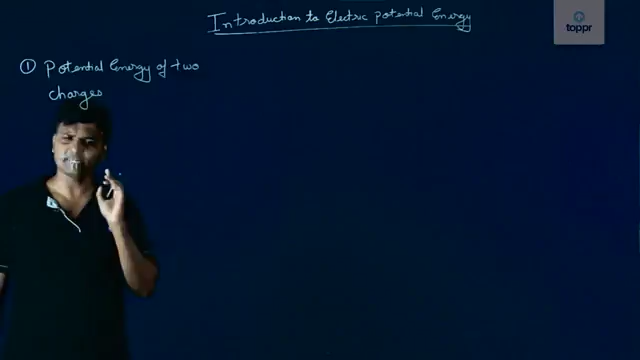 Introduction to Electric potential Energy
toppr
① Potential Energy of two
charges